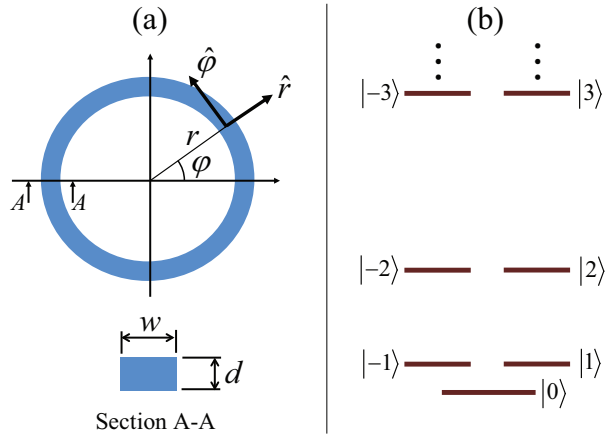 (a)
φ̂
r̂
r
φ
A A
w
d
Section A-A
(b)
|−3⟩ |3⟩
|−2⟩ |2⟩
|−1⟩ |1⟩
|0⟩